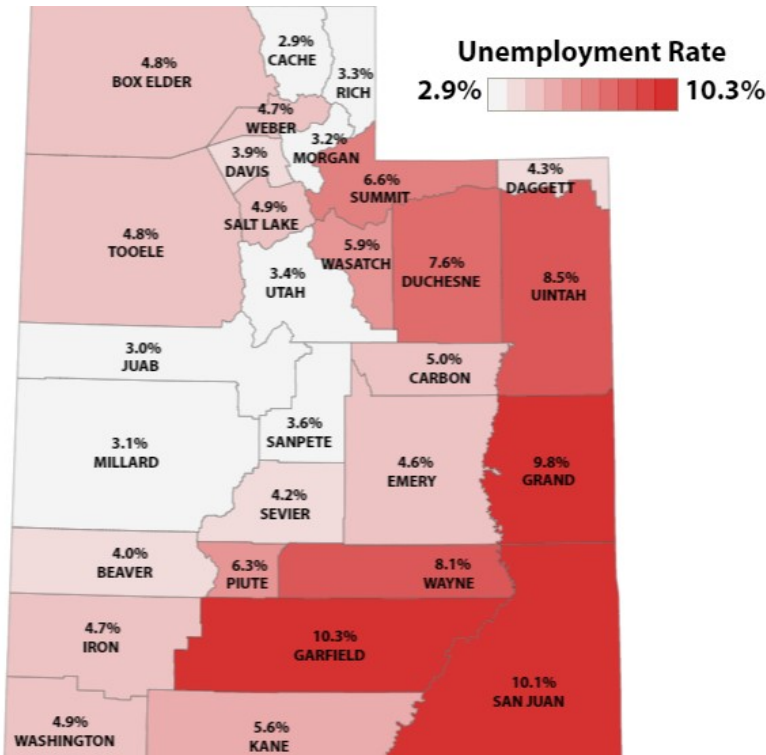 Unemployment Rate
2.9% 10.3%
2.9%
CACHE
4.8%
BOX ELDER
3.3%
RICH
4.7%
WEBER
3.2%
MORGAN
3.9%
DAVIS
4.3%
DAGGETT
6.6%
SUMMIT
4.9%
SALT LAKE
4.8%
TOOELE
5.9%
WASATCH
7.6%
DUCHESNE
8.5%
UINTAH
3.4%
UTAH
3.0%
JUAB
5.0%
CARBON
3.6%
SANPETE
3.1%
MILLARD
4.6%
EMERY
9.8%
GRAND
4.2%
SEVIER
4.0%
BEAVER
6.3%
PIUTE
8.1%
WAYNE
4.7%
IRON
10.3%
GARFIELD
10.1%
SAN JUAN
4.9%
WASHINGTON
5.6%
KANE